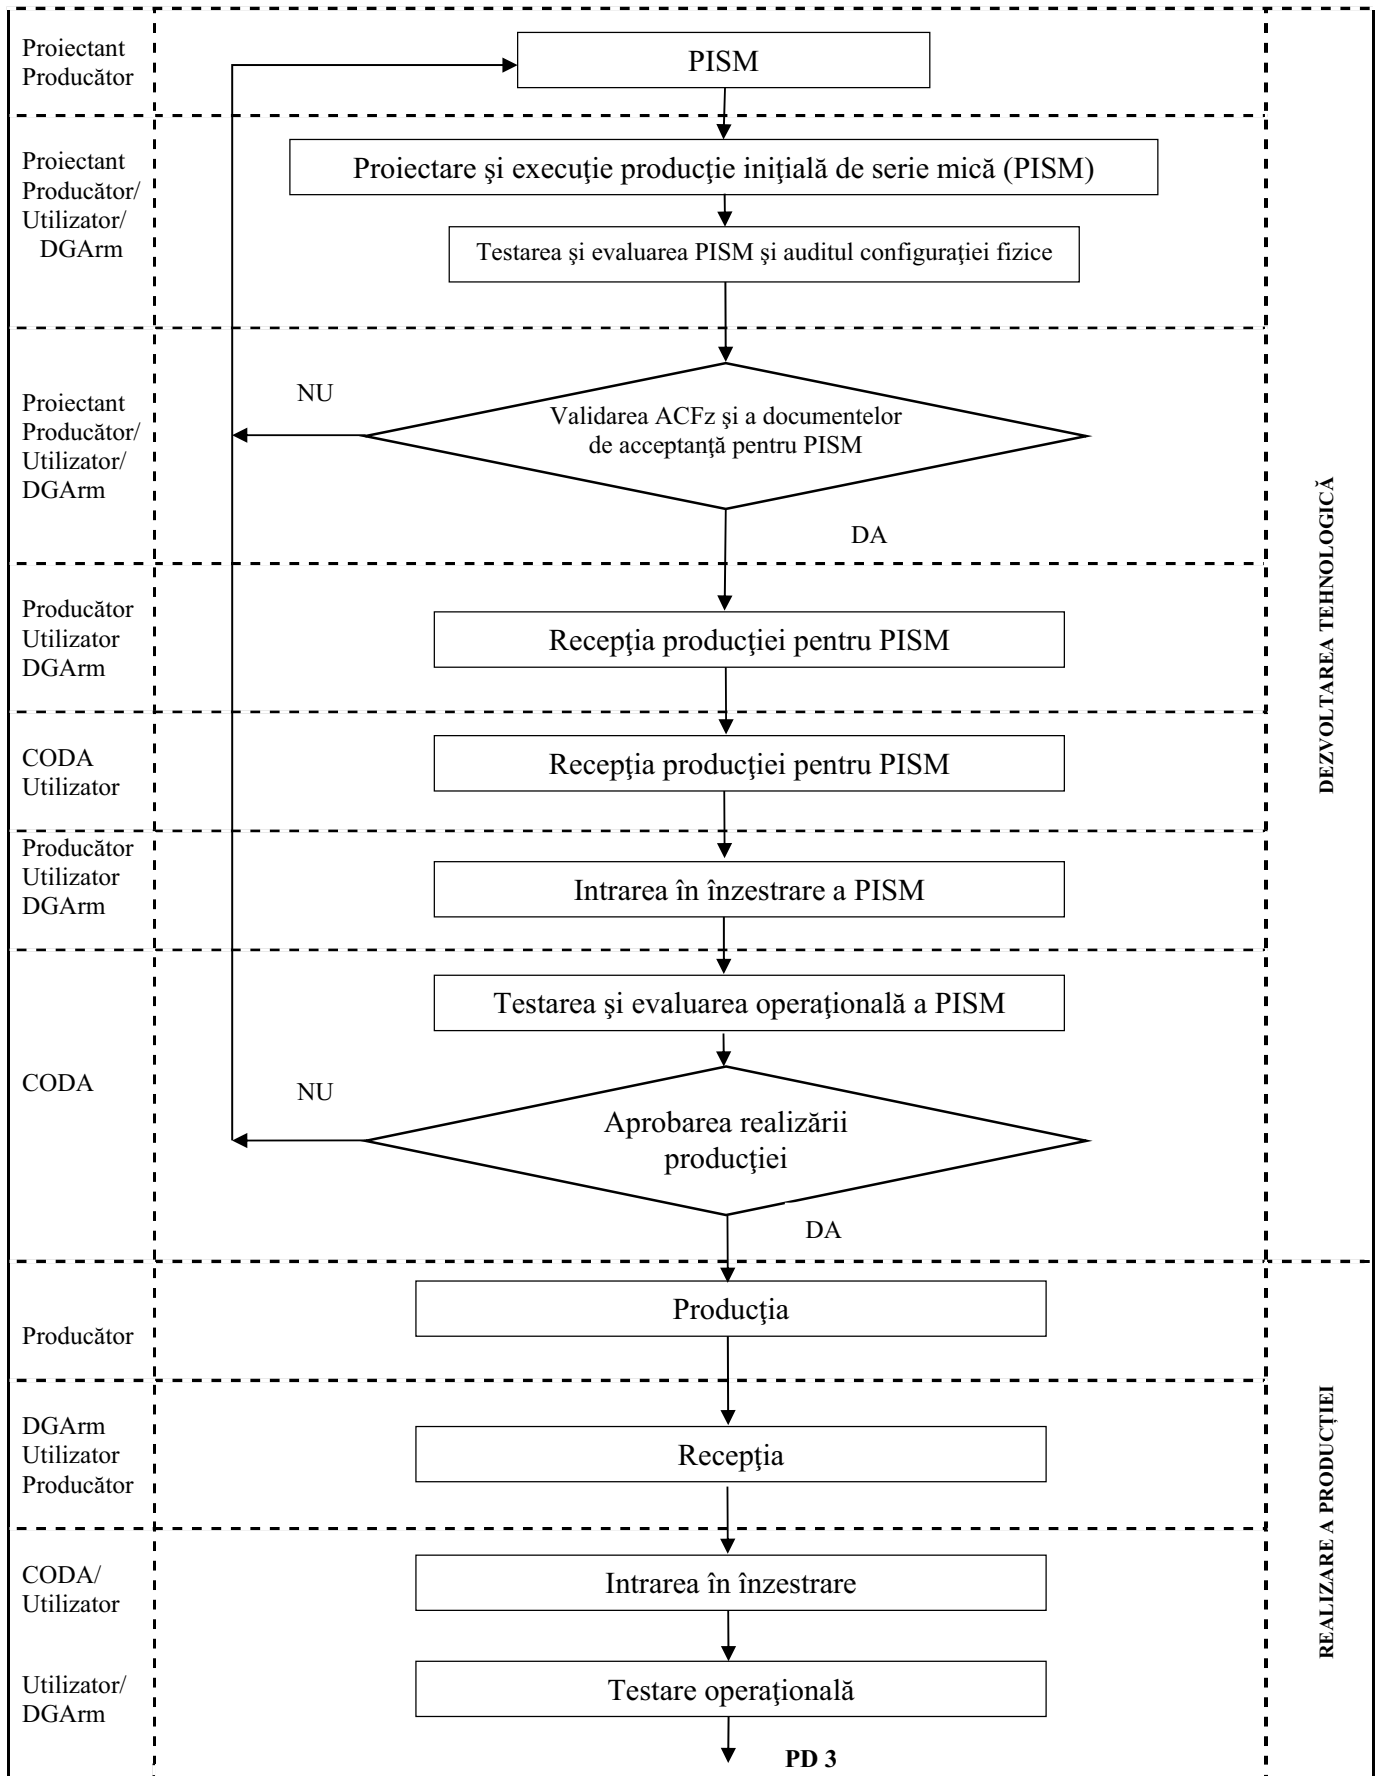 Proiectant
Producător
PISM
Proiectant
Producător/
Utilizator/
DGArm
Proiectare şi execuţie producţie iniţială de serie mică (PISM)
Testarea şi evaluarea PISM şi auditul configuraţiei fizice
Proiectant
Producător/
Utilizator/
DGArm
NU
Validarea ACFz şi a documentelor
de acceptanţă pentru PISM
DA
Producător
Utilizator
DGArm
Recepţia producţiei pentru PISM
CODA
Utilizator
Recepţia producţiei pentru PISM
Producător
Utilizator
DGArm
Intrarea în înzestrare a PISM
Testarea şi evaluarea operaţională a PISM
CODA
NU
Aprobarea realizării
producţiei
DA
DEZVOLTAREA TEHNOLOGICĂ
Producător
Producţia
DGArm
Utilizator
Producător
Recepţia
CODA/
Utilizator
Intrarea în înzestrare
Utilizator/
DGArm
Testare operaţională
PD 3
REALIZARE A PRODUCȚIEI